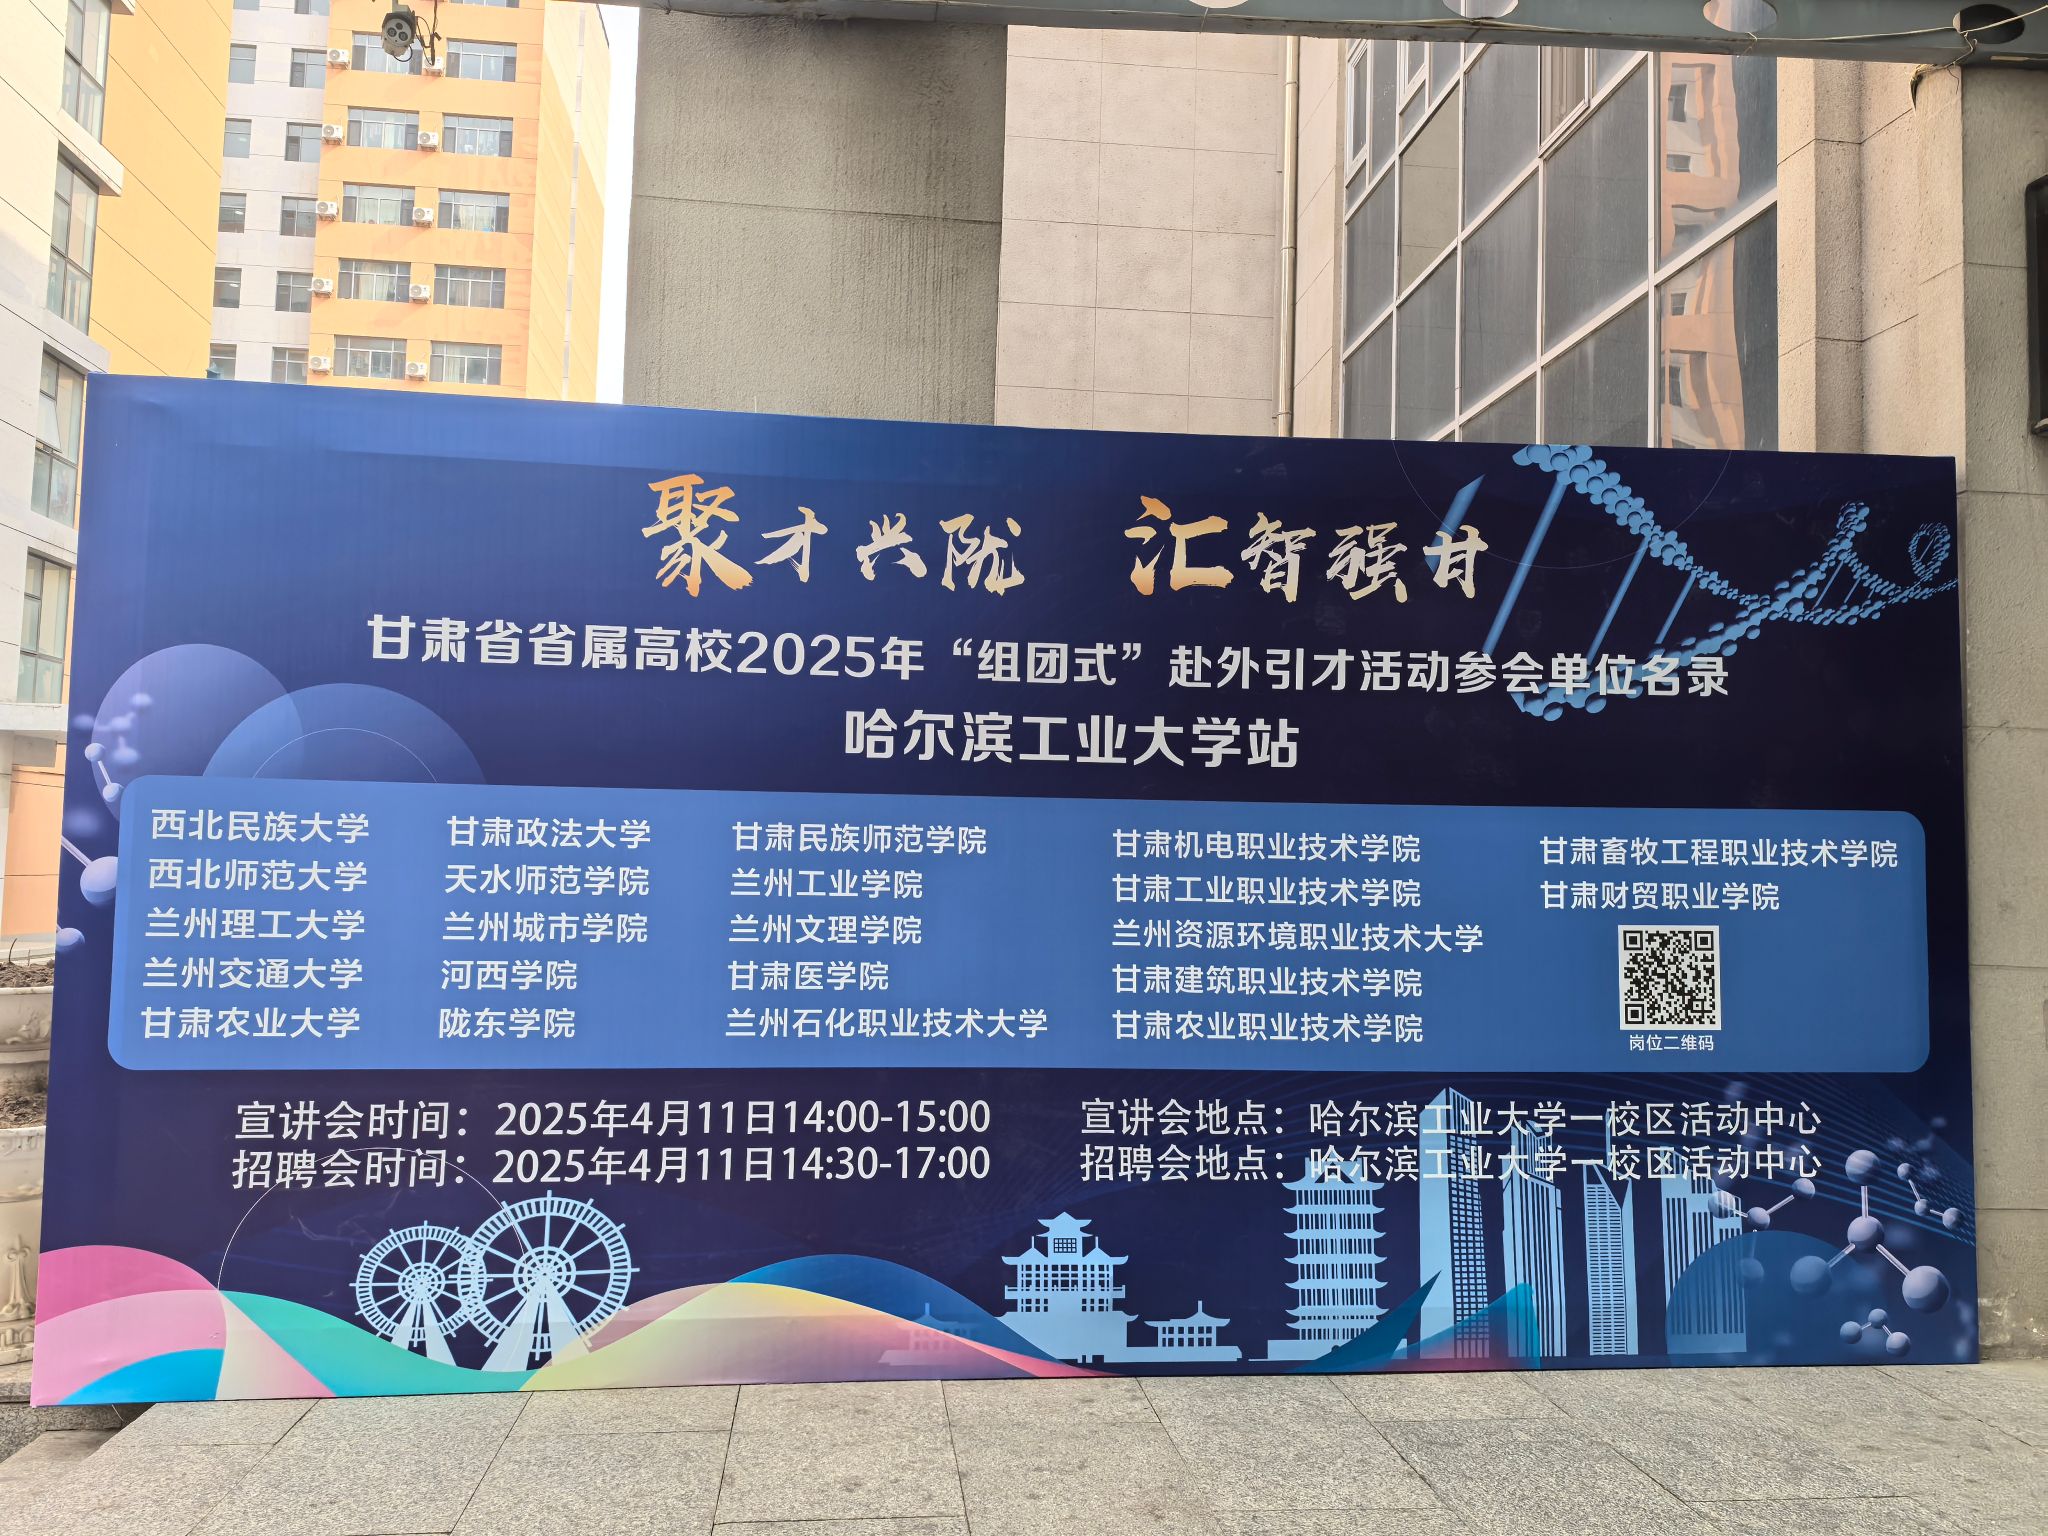 聚才兴陇 汇智强甘
甘肃省省属高校2025年“组团式”赴外引才活动参会单位名录
哈尔滨工业大学站
西北民族大学
西北师范大学
兰州理工大学
兰州交通大学
甘肃农业大学
甘肃政法大学
天水师范学院
兰州城市学院
河西学院
陇东学院
甘肃民族师范学院
兰州工业学院
兰州文理学院
甘肃医学院
兰州石化职业技术大学
甘肃机电职业技术学院
甘肃工业职业技术学院
兰州资源环境职业技术大学
甘肃建筑职业技术学院
甘肃农业职业技术学院
甘肃畜牧工程职业技术学院
甘肃财贸职业学院
岗位二维码
宣讲会时间：2025年4月11日14:00-15:00
招聘会时间：2025年4月11日14:30-17:00
宣讲会地点：哈尔滨工业大学一校区活动中心
招聘会地点：哈尔滨工业大学一校区活动中心